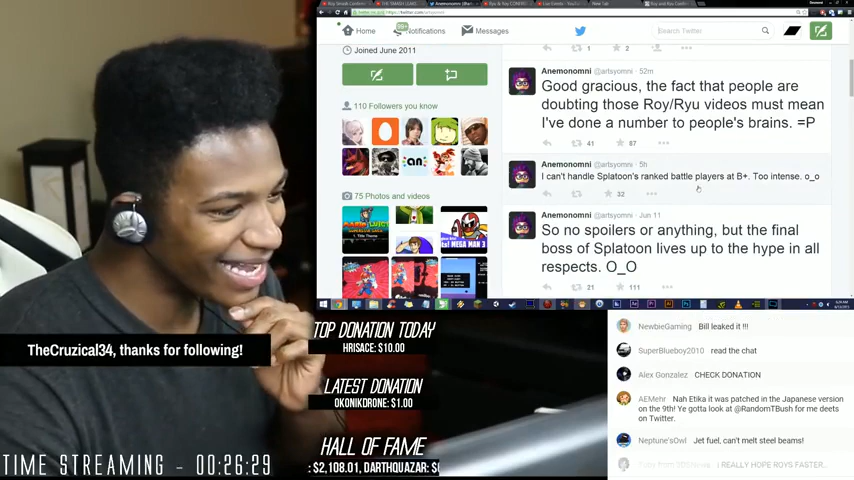 Home
Notifications
Messages
Search Twitter
Joined June 2011
110 Followers you know
75 Photos and videos
1 2
Anemonomni @artsyomni · 52m
Good gracious, the fact that people are
doubting those Roy/Ryu videos must mean
I've done a number to people's brains. =P
41 87
Anemonomni @artsyomni · 5h
I can't handle Splatoon's ranked battle players at B+. Too intense. o_o
32
Anemonomni @artsyomni · Jun 11
So no spoilers or anything, but the final
boss of Splatoon lives up to the hype in all
respects. O_O
21 111
MEGA MAN 3
TheCruzical34, thanks for following!
TOP DONATION TODAY
HRISACE: $10.00
LATEST DONATION
OKONIKDRONE: $1.00
HALL OF FAME
: $2,108.01, DARTHQUAZAR: $
TIME STREAMING - 00:26:29
NewbieGaming Bill leaked it !!!
SuperBlueboy2010 read the chat
Alex Gonzalez CHECK DONATION
AEMehr Nah Etika it was patched in the Japanese version
on the 9th! Ye gotta look at @RandomTBush for me deets
on Twitter.
Neptune'sOwl Jet fuel, can't melt steel beams!
I REALLY HOPE ROYS FASTER...